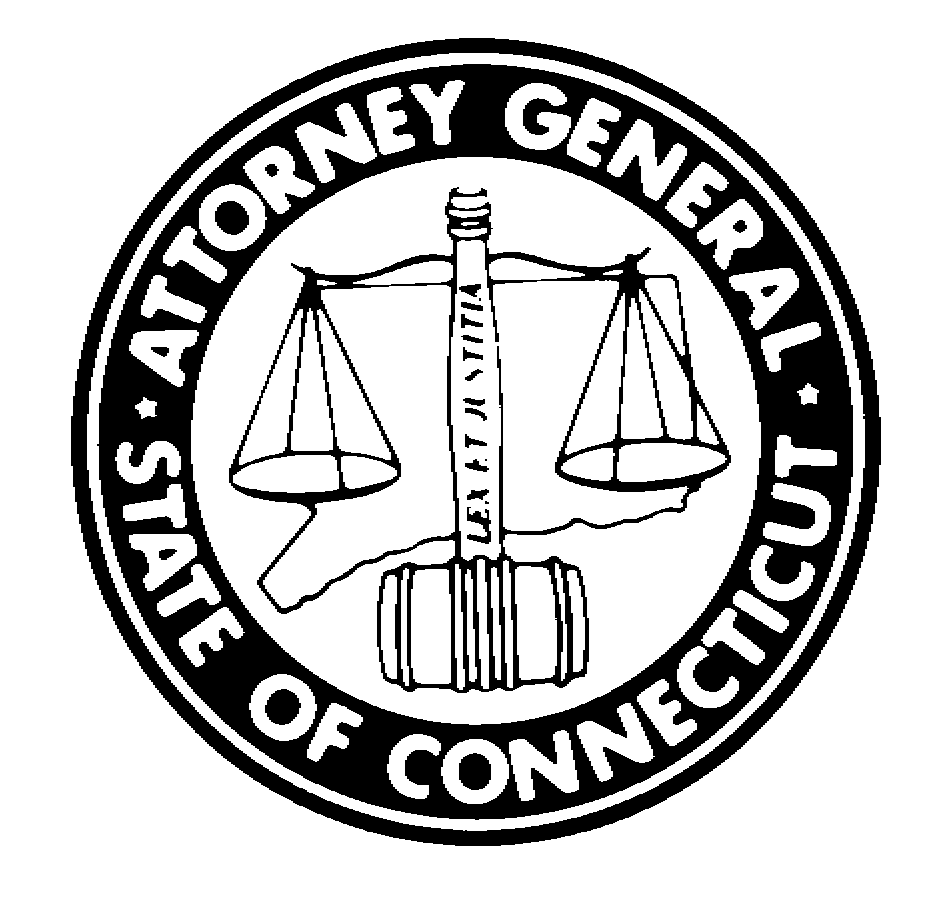 ATTORNEY GENERAL
STATE OF CONNECTICUT
LEX ET JUSTITIA